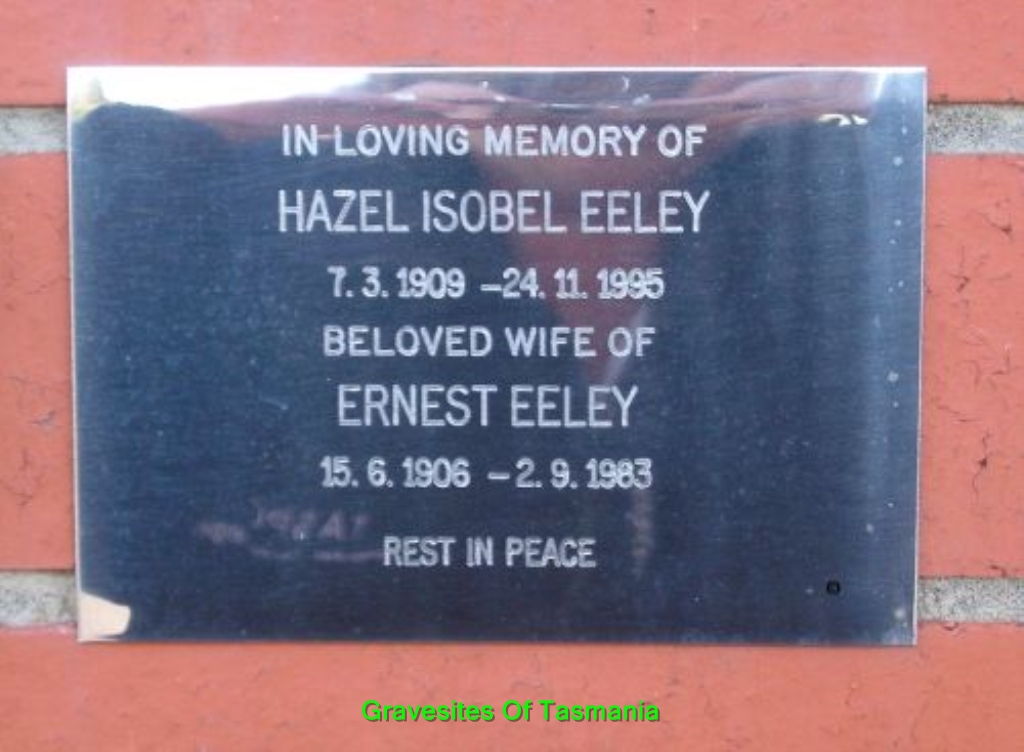 IN LOVING MEMORY OF
HAZEL ISOBEL EELEY
7. 3. 1909 – 24. 11. 1995
BELOVED WIFE OF
ERNEST EELEY
15. 6. 1906 – 2. 9. 1983
REST IN PEACE
Gravesites Of Tasmania